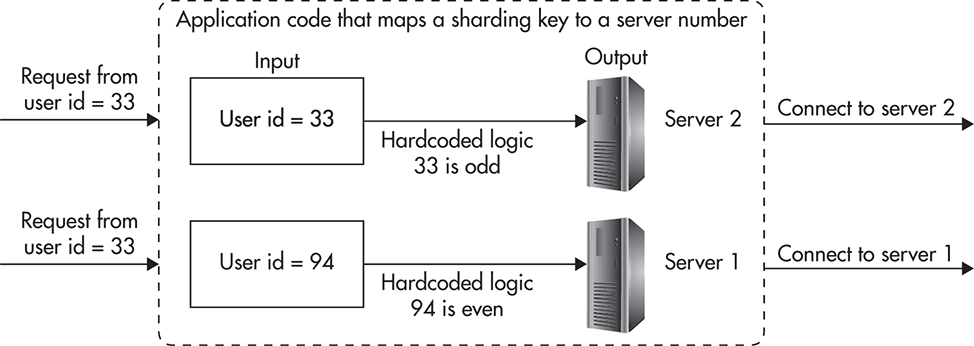 Application code that maps a sharding key to a server number
Input
Output
Request from
user id = 33
User id = 33
Hardcoded logic
33 is odd
Server 2
Connect to server 2
Request from
user id = 33
User id = 94
Hardcoded logic
94 is even
Server 1
Connect to server 1